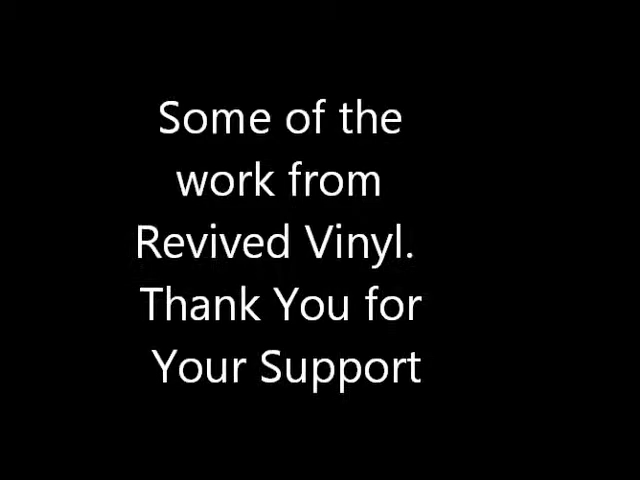 Some of the
work from
Revived Vinyl.
Thank You for
Your Support